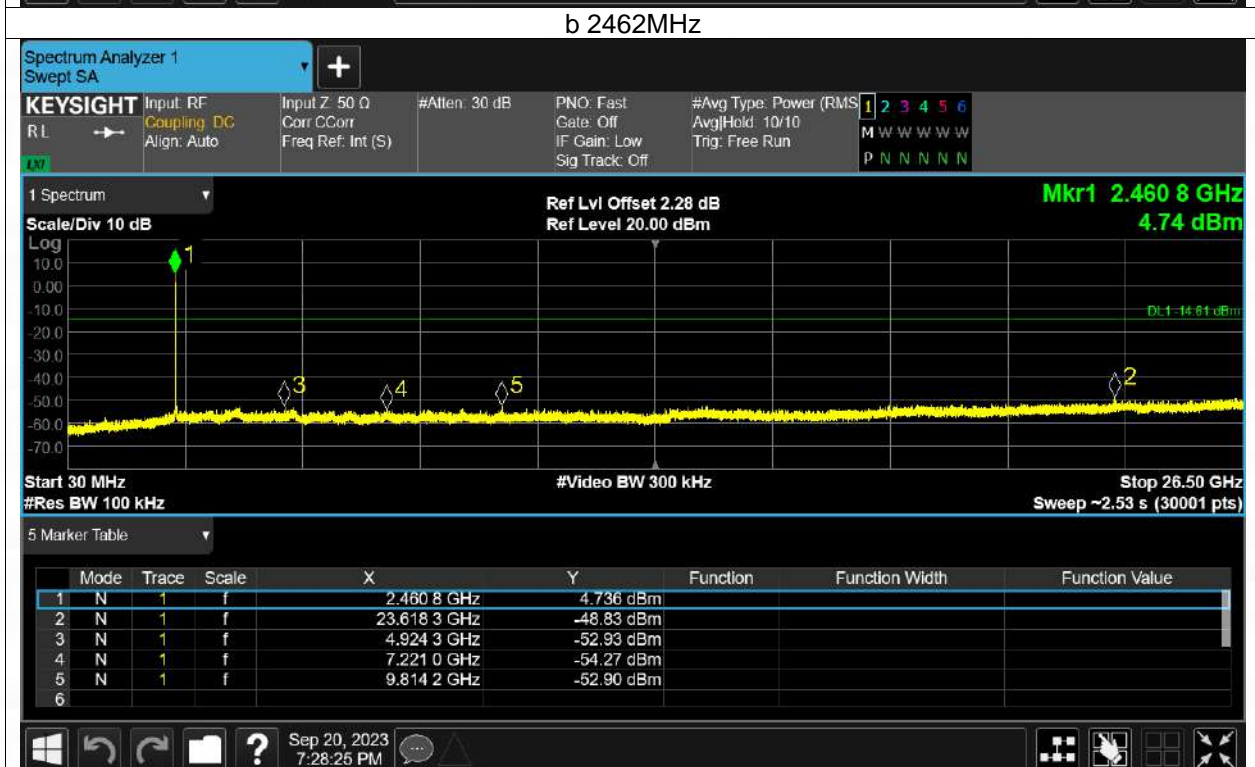 b 2462MHz
Spectrum Analyzer 1
Swept SA
+
KEYSIGHT Input: RF Input Z: 50 Ω #Atten: 30 dB PNO: Fast #Avg Type: Power (RMS 1 2 3 4 5 6
RL Coupling: DC Corr CCorr Gate: Off Avg|Hold: 10/10 M W W W W W
Align: Auto Freq Ref: Int (S) IF Gain: Low Trig: Free Run
LXI Sig Track: Off P N N N N N
1 Spectrum Ref Lvl Offset 2.28 dB Mkr1 2.460 8 GHz
Scale/Div 10 dB Ref Level 20.00 dBm 4.74 dBm
Log
1
10.0
0.00
-10.0
DL1 -14.61 dBm
-20.0
-30.0
-40.0
3 4 5 2
-50.0
-60.0
-70.0
Start 30 MHz #Video BW 300 kHz Stop 26.50 GHz
#Res BW 100 kHz Sweep ~2.53 s (30001 pts)
5 Marker Table
Mode Trace Scale X Y Function Function Width Function Value
1 N 1 f 2.460 8 GHz 4.736 dBm
2 N 1 f 23.618 3 GHz -48.83 dBm
3 N 1 f 4.924 3 GHz -52.93 dBm
4 N 1 f 7.221 0 GHz -54.27 dBm
5 N 1 f 9.814 2 GHz -52.90 dBm
6
? Sep 20, 2023
7:28:25 PM